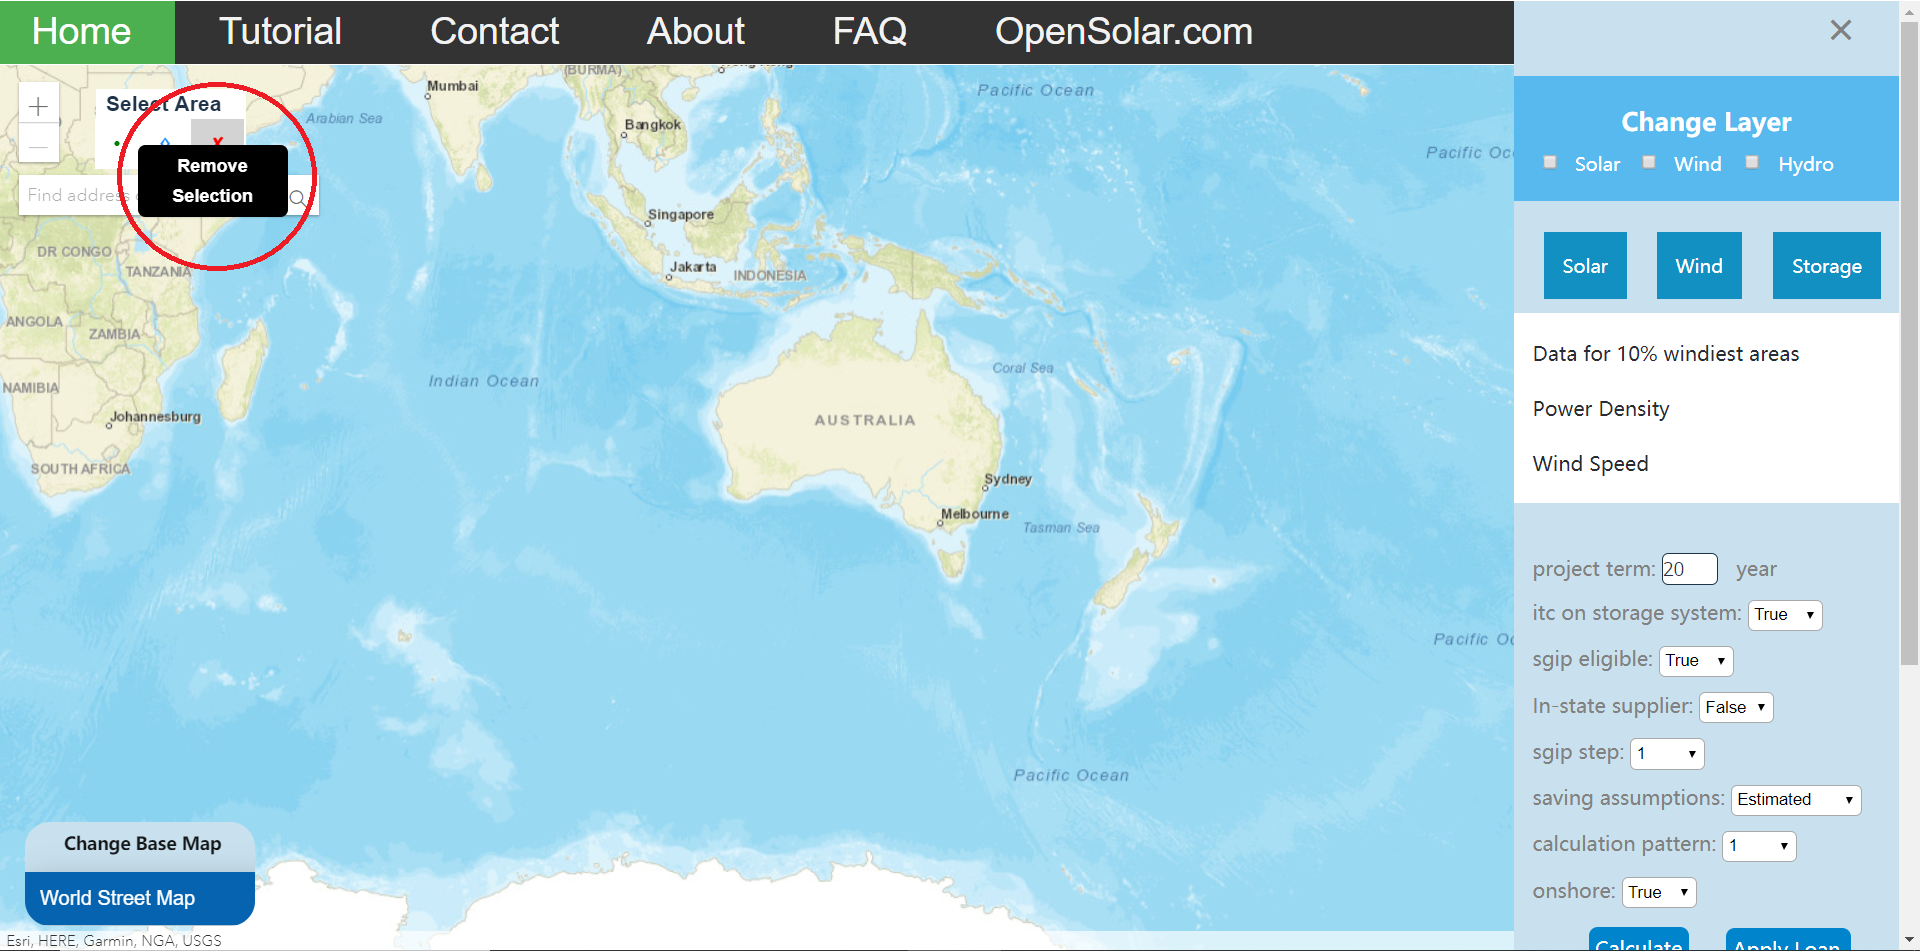 Home Tutorial Contact About FAQ OpenSolar.com
Select Area
Remove
Selection
Find address
(BURMA)
Mumbai
Bangkok
Arabian Sea
Pacific Ocean
Pacific Oc
Singapore
DR CONGO
TANZANIA
Jakarta
INDONESIA
ANGOLA
ZAMBIA
Coral Sea
Indian Ocean
NAMIBIA
Johannesburg
AUSTRALIA
SOUTH AFRICA
Sydney
Melbourne
Tasman Sea
Pacific Oc
Pacific Ocean
Change Base Map
World Street Map
Esri, HERE, Garmin, NGA, USGS
×
Change Layer
Solar Wind Hydro
Solar Wind Storage
Data for 10% windiest areas
Power Density
Wind Speed
project term: 20 year
itc on storage system: True
sgip eligible: True
In-state supplier: False
sgip step: 1
saving assumptions: Estimated
calculation pattern: 1
onshore: True
Calculate Apply Loan